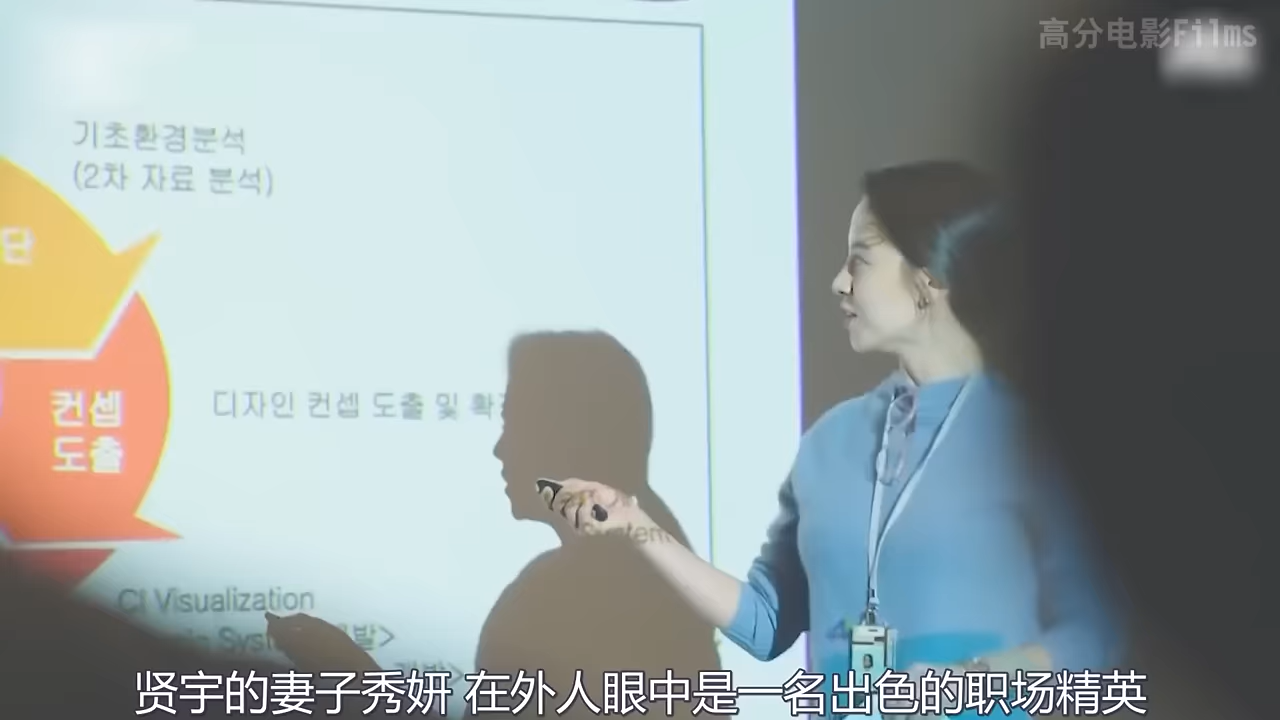 高分电影Films
기초환경분석
(2차 자료 분석)
단
컨셉
도출
디자인 컨셉 도출 및
System
CI Visualization
贤宇的妻子秀妍 在外人眼中是一名出色的职场精英